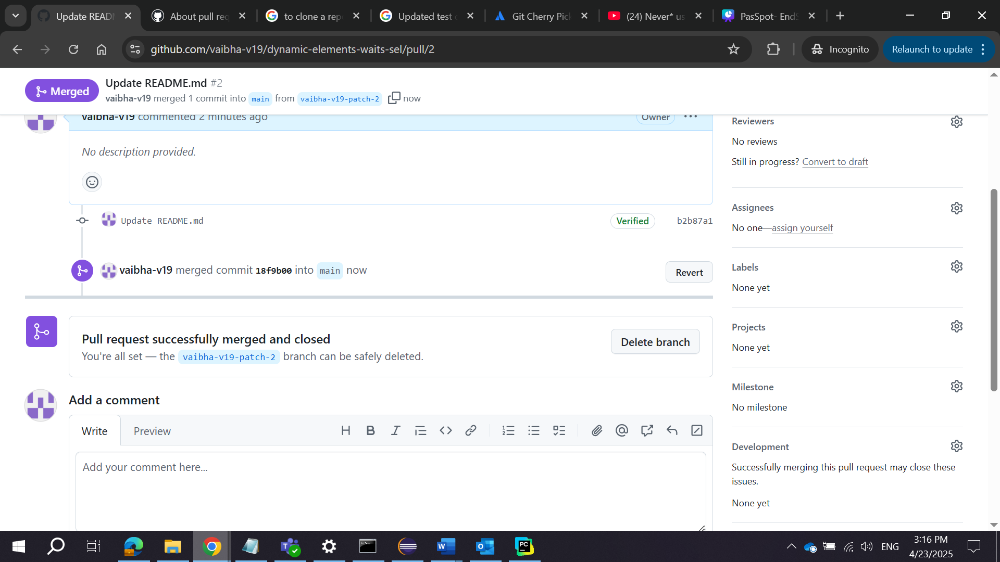 Update READ
About pull req
to clone a rep
Updated test c
Git Cherry Pick
(24) Never* us
PasSpot- EndS
github.com/vaibha-v19/dynamic-elements-waits-sel/pull/2
Incognito
Relaunch to update
Merged
Update README.md #2
vaibha-v19 merged 1 commit into main from vaibha-v19-patch-2 now
vaibha-v19 commented 2 minutes ago
Owner
No description provided.
Update README.md
Verified
b2b87a1
vaibha-v19 merged commit 18f9b00 into main now
Revert
Pull request successfully merged and closed
You're all set — the vaibha-v19-patch-2 branch can be safely deleted.
Delete branch
Add a comment
Write
Preview
Add your comment here...
Reviewers
No reviews
Still in progress? Convert to draft
Assignees
No one—assign yourself
Labels
None yet
Projects
None yet
Milestone
No milestone
Development
Successfully merging this pull request may close these
issues.
None yet
ENG
3:16 PM
4/23/2025